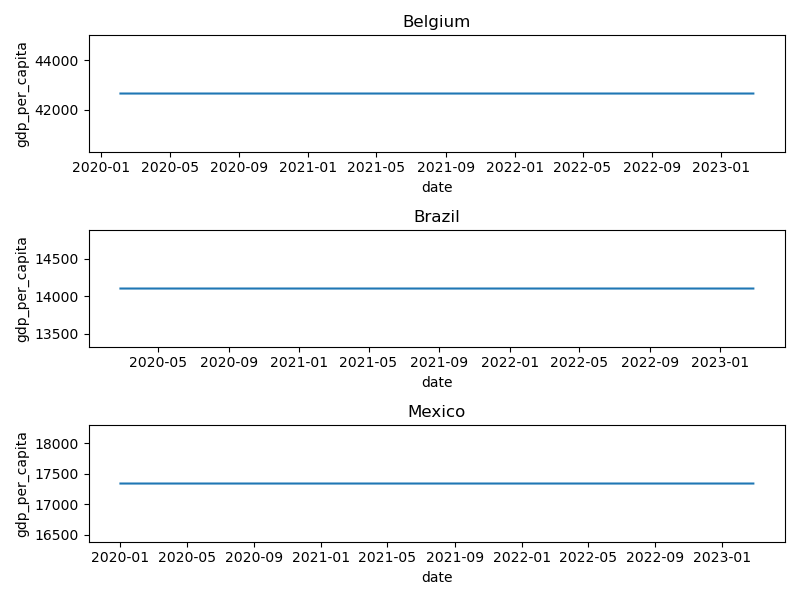 Belgium
44000
42000
gdp_per_capita
2020-01 2020-05 2020-09 2021-01 2021-05 2021-09 2022-01 2022-05 2022-09 2023-01
date
Brazil
14500
14000
13500
gdp_per_capita
2020-05 2020-09 2021-01 2021-05 2021-09 2022-01 2022-05 2022-09 2023-01
date
Mexico
18000
17500
17000
16500
gdp_per_capita
2020-01 2020-05 2020-09 2021-01 2021-05 2021-09 2022-01 2022-05 2022-09 2023-01
date